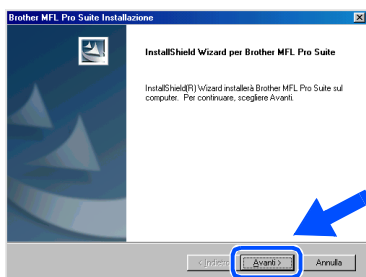 Brother MFL Pro Suite Installazione
InstallShield Wizard per Brother MFL Pro Suite
InstallShield(R) Wizard installerà Brother MFL Pro Suite sul
computer. Per continuare, scegliere Avanti.
< Indietro Avanti > Annulla